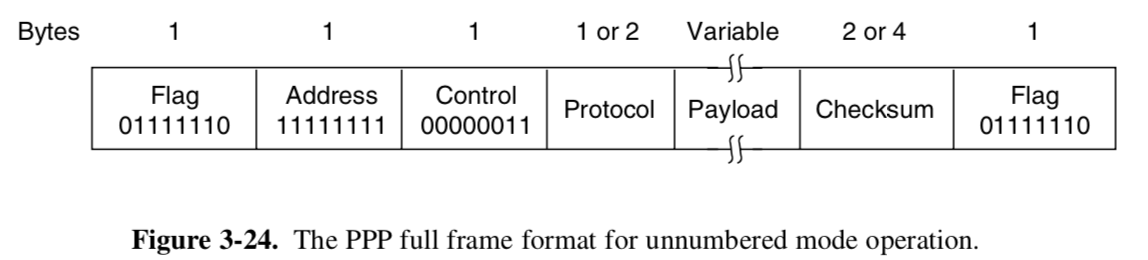 Bytes 1 1 1 1 or 2 Variable 2 or 4 1
Flag Address Control Protocol Payload Checksum Flag
01111110 11111111 00000011 01111110
Figure 3-24. The PPP full frame format for unnumbered mode operation.